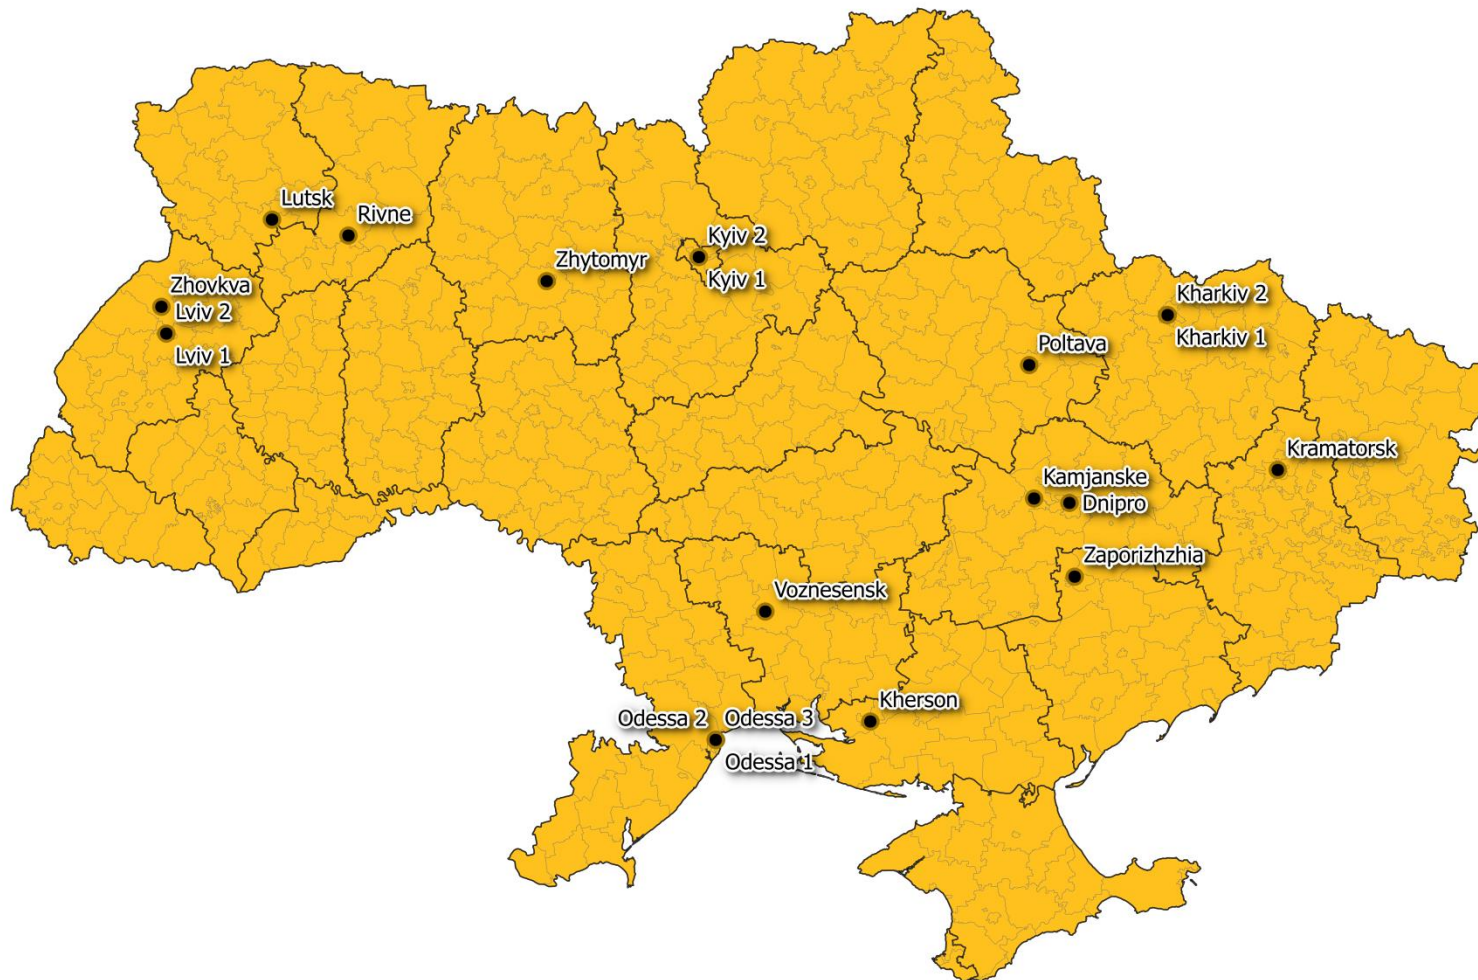 Lutsk
Rivne
Kyiv 2
Zhytomyr
Kyiv 1
Zhovkva
Lviv 2
Lviv 1
Kharkiv 2
Kharkiv 1
Poltava
Kramatorsk
Kamjanske
Dnipro
Zaporizhzhia
Voznesensk
Kherson
Odessa 2
Odessa 3
Odessa 1